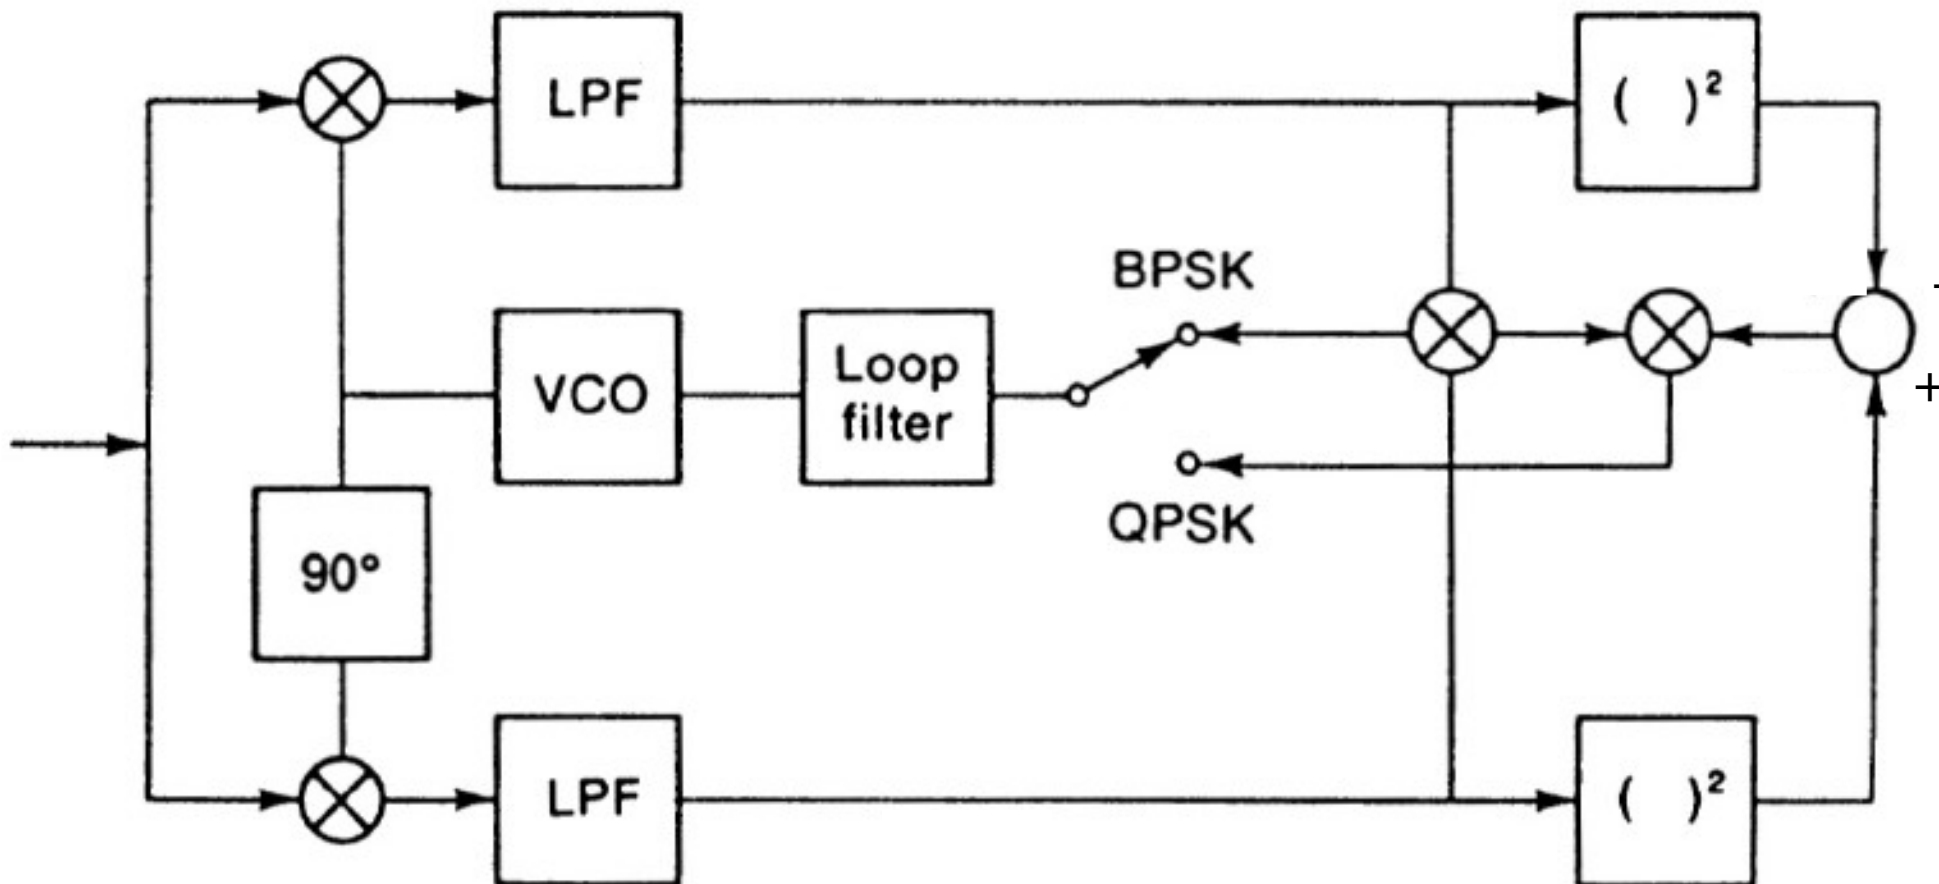 LPF
( )²
BPSK
VCO
Loop
filter
-
+
QPSK
90°
LPF
( )²